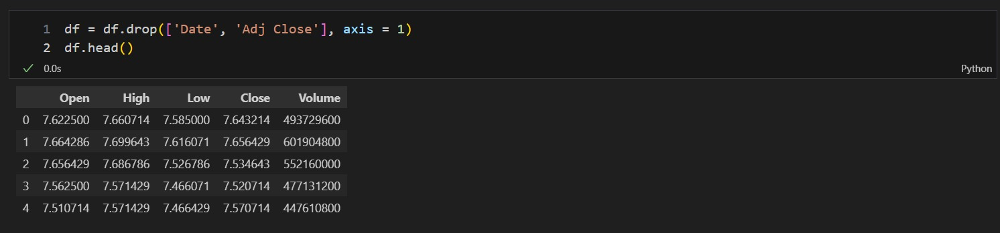 1 df = df.drop(['Date', 'Adj Close'], axis = 1)
2 df.head()
0.0s Python
Open High Low Close Volume
0 7.622500 7.660714 7.585000 7.643214 493729600
1 7.664286 7.699643 7.616071 7.656429 601904800
2 7.656429 7.686786 7.526786 7.534643 552160000
3 7.562500 7.571429 7.466071 7.520714 477131200
4 7.510714 7.571429 7.466429 7.570714 447610800